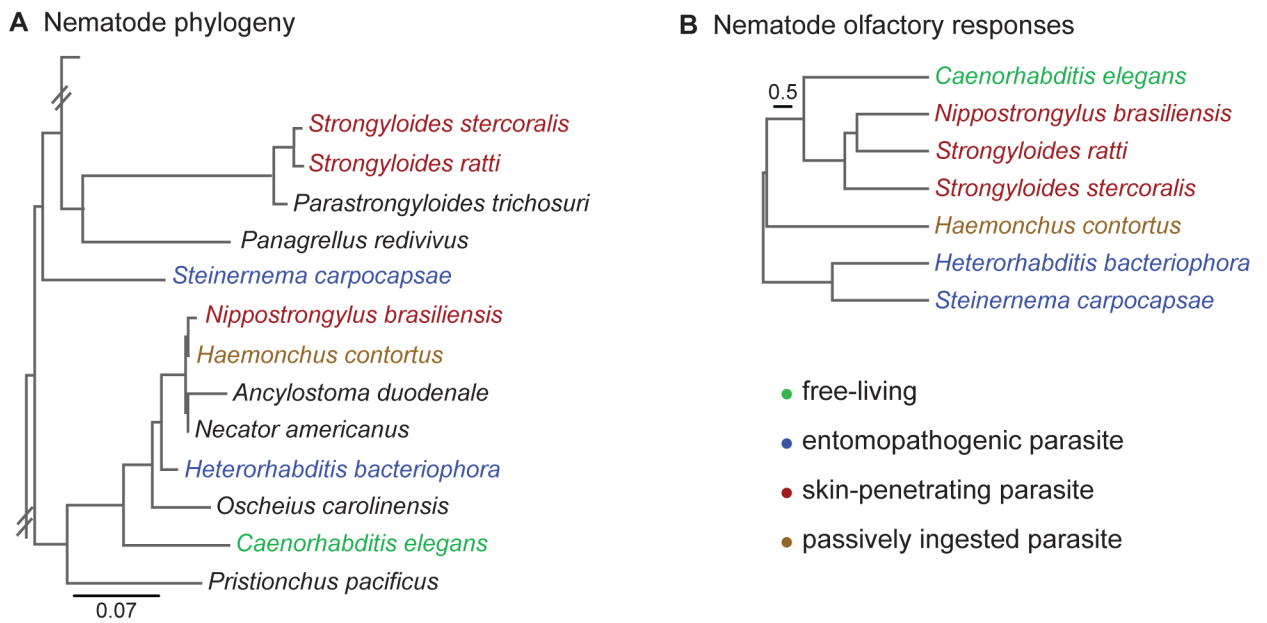 A Nematode phylogeny
Strongyloides stercoralis
Strongyloides ratti
Parastrongyloides trichosuri
Panagrellus redivivus
Steinernema carpocapsae
Nippostrongylus brasiliensis
Haemonchus contortus
Ancylostoma duodenale
Necator americanus
Heterorhabditis bacteriophora
Oscheius carolinensis
Caenorhabditis elegans
Pristionchus pacificus
0.07
B Nematode olfactory responses
Caenorhabditis elegans
0.5
Nippostrongylus brasiliensis
Strongyloides ratti
Strongyloides stercoralis
Haemonchus contortus
Heterorhabditis bacteriophora
Steinernema carpocapsae
free-living
entomopathogenic parasite
skin-penetrating parasite
passively ingested parasite